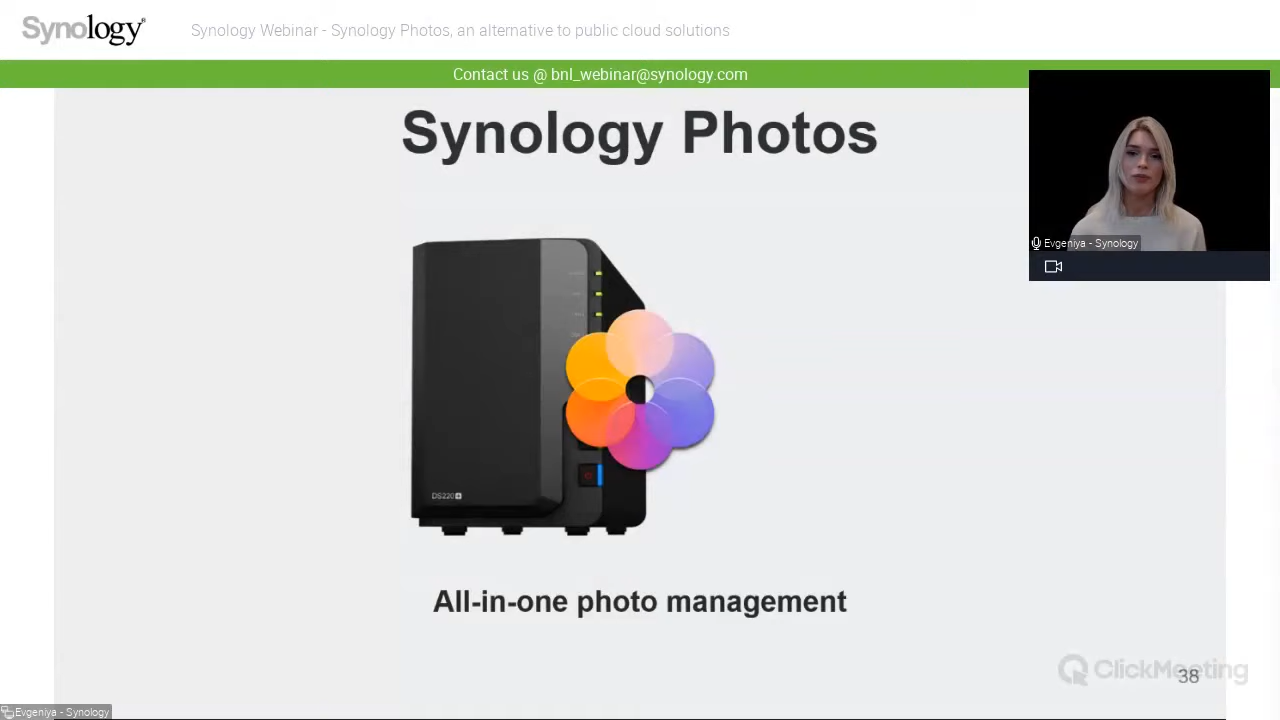 Synology
Synology Webinar - Synology Photos, an alternative to public cloud solutions
Contact us @ bnl_webinar@synology.com
Synology Photos
Evgeniya - Synology
DS220+
All-in-one photo management
ClickMeeting
38
Evgeniya - Synology